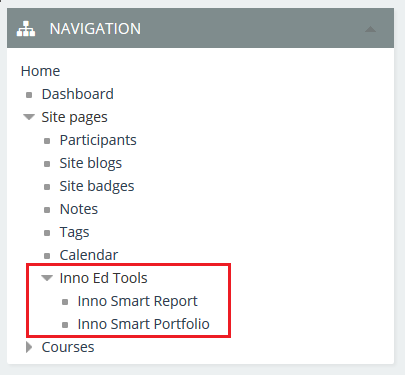 NAVIGATION
Home
Dashboard
Site pages
Participants
Site blogs
Site badges
Notes
Tags
Calendar
Inno Ed Tools
Inno Smart Report
Inno Smart Portfolio
Courses